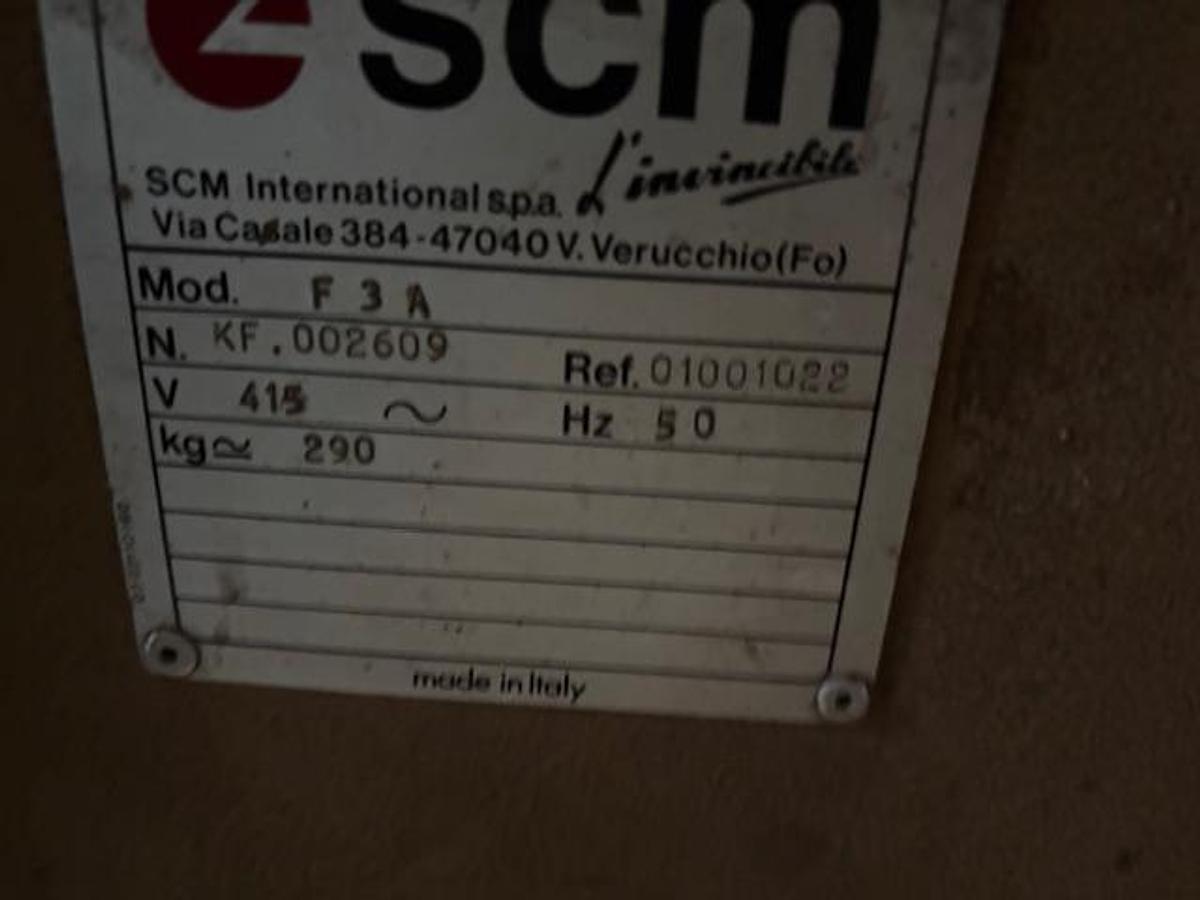 scm
L'invincibile
SCM International s.p.a.
Via Casale 384-47040 V. Verucchio (Fo)
Mod. F 3 A
N. KF.002609 Ref. 01001022
V 415 ~ Hz 50
kg≃ 290
made in Italy